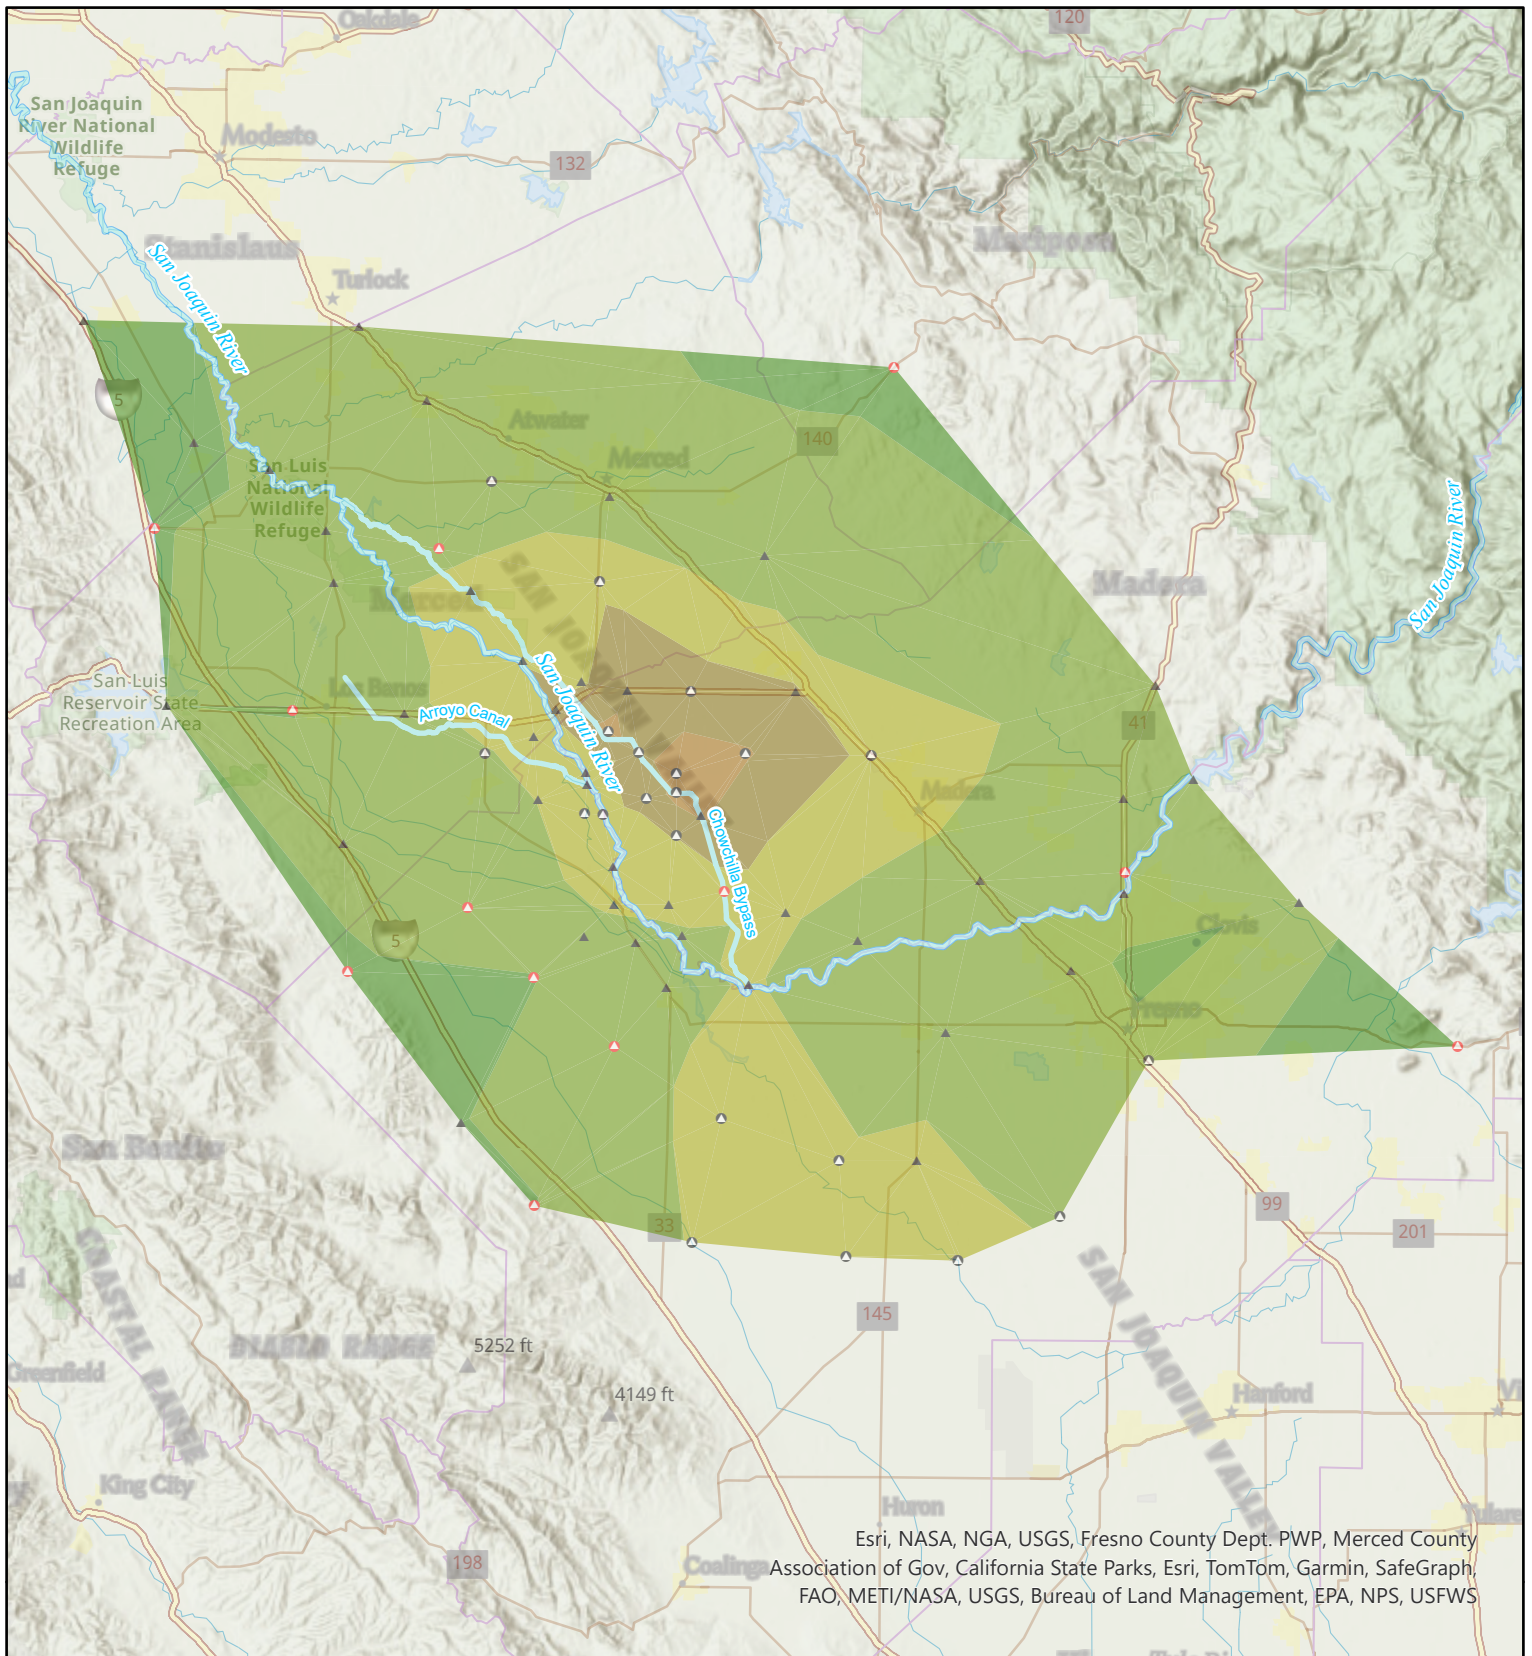 Oakdale
120
San Joaquin
River National
Wildlife
Refuge
Modesto
132
Stanislaus
Mariposa
San Joaquin River
Turlock
5
Atwater
140
Merced
San Luis
National
Wildlife
Refuge
San Joaquin River
SAN JOAQUIN VALLEY
Merced
Madera
San Luis
Reservoir State
Recreation Area
Los Banos
San Joaquin River
Arroyo Canal
41
Madera
Chowchilla Bypass
5
Clovis
Fresno
San Benito
33
99
201
COASTAL RANGE
SAN JOAQUIN VALLEY
145
DIABLO RANGE
5252 ft
Greenfield
4149 ft
Hanford
King City
Huron
Tulare
198
Coalinga
Esri, NASA, NGA, USGS, Fresno County Dept. PWP, Merced County
Association of Gov, California State Parks, Esri, TomTom, Garmin, SafeGraph,
FAO, METI/NASA, USGS, Bureau of Land Management, EPA, NPS, USFWS